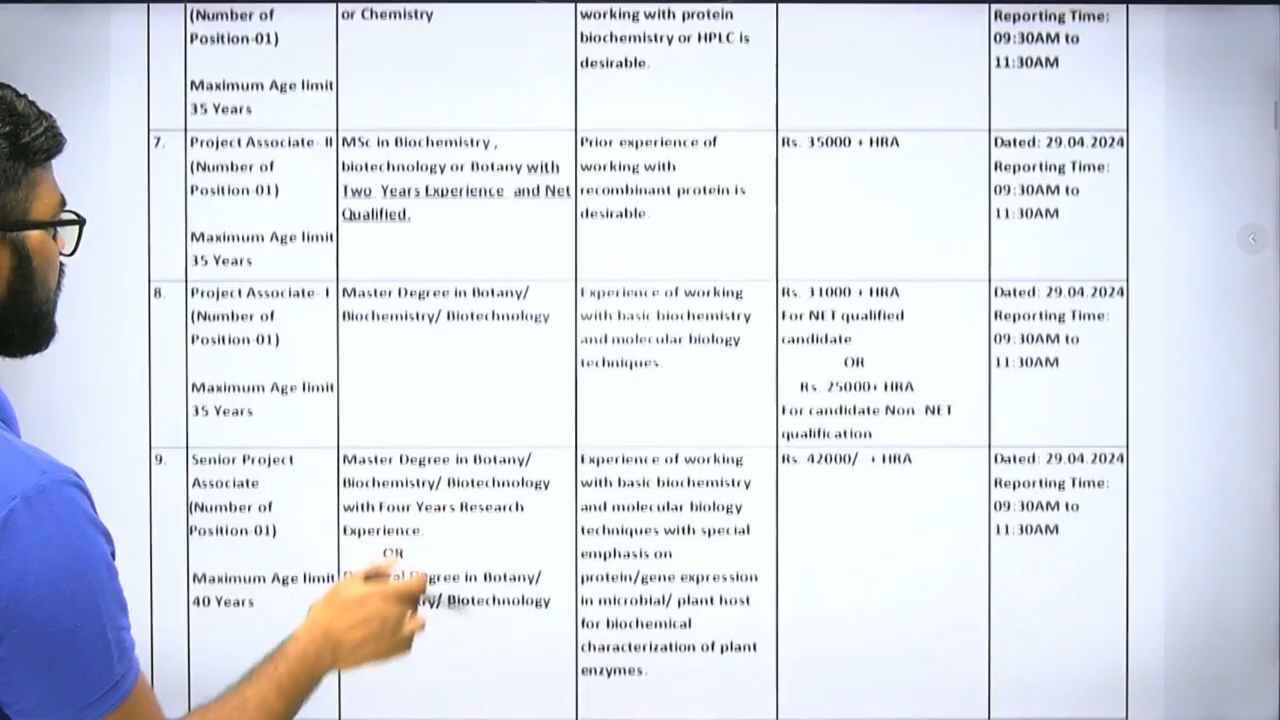 (Number of
Position-01)
Maximum Age limit
35 Years
or Chemistry
working with protein
biochemistry or HPLC is
desirable.
Reporting Time:
09:30AM to
11:30AM
7.
Project Associate- II
(Number of
Position-01)
Maximum Age limit
35 Years
MSc in Biochemistry ,
biotechnology or Botany with
Two Years Experience and Net
Qualified.
Prior experience of
working with
recombinant protein is
desirable.
Rs. 35000 + HRA
Dated: 29.04.2024
Reporting Time:
09:30AM to
11:30AM
8.
Project Associate- I
(Number of
Position-01)
Maximum Age limit
35 Years
Master Degree in Botany/
Biochemistry/ Biotechnology
Experience of working
with basic biochemistry
and molecular biology
techniques.
Rs. 31000 + HRA
For NET qualified
candidate
OR
Rs. 25000+ HRA
For candidate Non- NET
qualification
Dated: 29.04.2024
Reporting Time:
09:30AM to
11:30AM
9.
Senior Project
Associate
(Number of
Position-01)
Maximum Age limit
40 Years
Master Degree in Botany/
Biochemistry/ Biotechnology
with Four Years Research
Experience.
OR
Degree in Botany/
Biotechnology
Experience of working
with basic biochemistry
and molecular biology
techniques with special
emphasis on
protein/gene expression
in microbial/ plant host
for biochemical
characterization of plant
enzymes.
Rs. 42000/- + HRA
Dated: 29.04.2024
Reporting Time:
09:30AM to
11:30AM